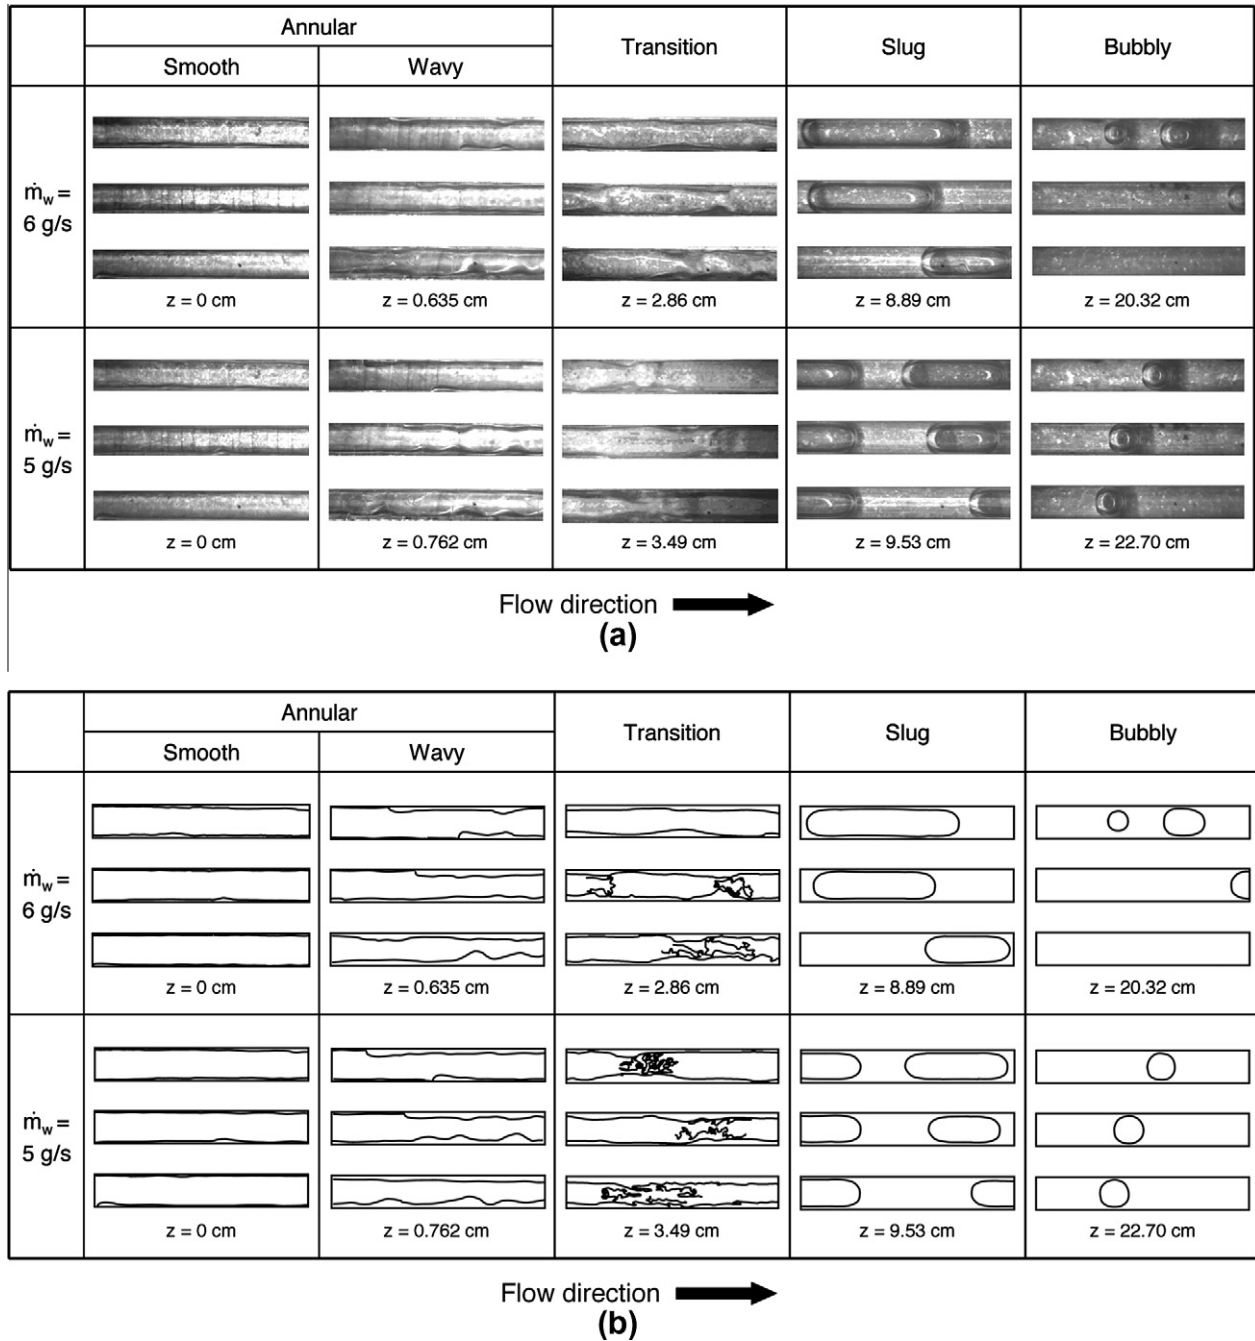 Annular
Transition
Slug
Bubbly
Smooth
Wavy
ṁw =
6 g/s
z = 0 cm
z = 0.635 cm
z = 2.86 cm
z = 8.89 cm
z = 20.32 cm
ṁw =
5 g/s
z = 0 cm
z = 0.762 cm
z = 3.49 cm
z = 9.53 cm
z = 22.70 cm
Flow direction
(a)
Annular
Transition
Slug
Bubbly
Smooth
Wavy
ṁw =
6 g/s
z = 0 cm
z = 0.635 cm
z = 2.86 cm
z = 8.89 cm
z = 20.32 cm
ṁw =
5 g/s
z = 0 cm
z = 0.762 cm
z = 3.49 cm
z = 9.53 cm
z = 22.70 cm
Flow direction
(b)